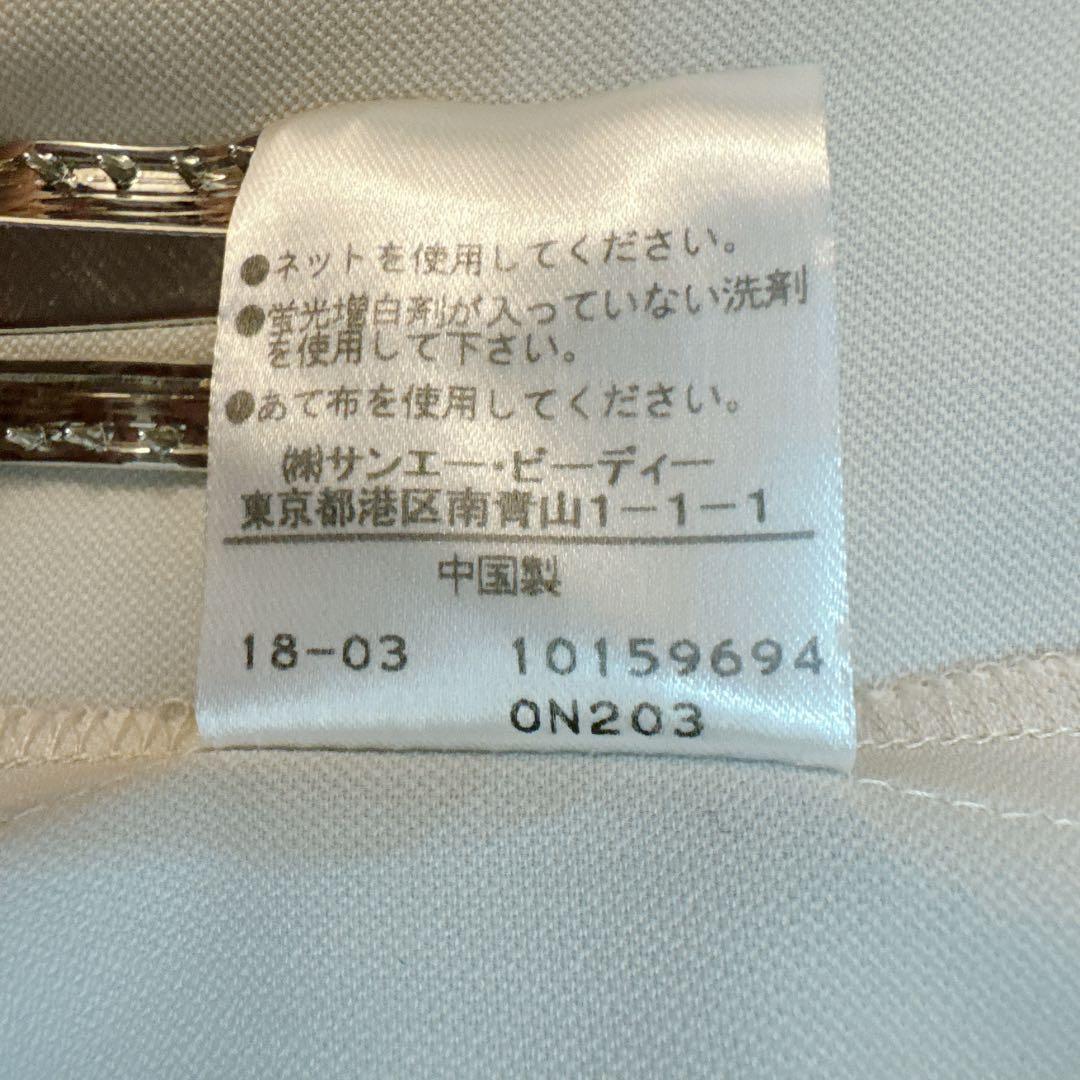 ●ネットを使用してください。
●蛍光増白剤が入っていない洗剤
を使用して下さい。
●あて布を使用してください。
㈱サンエー・ビーディー
東京都港区南青山1-1-1
中国製
18-03 10159694
0N203